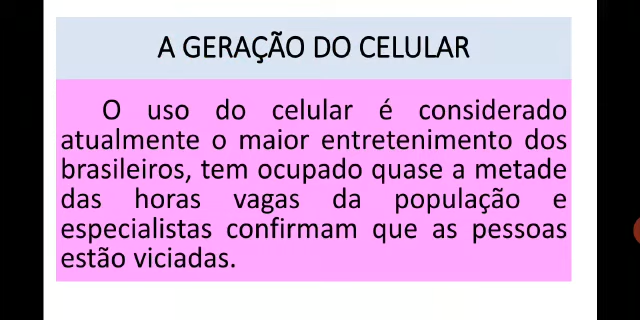 A GERAÇÃO DO CELULAR
O uso do celular é considerado
atualmente o maior entretenimento dos
brasileiros, tem ocupado quase a metade
das horas vagas da população e
especialistas confirmam que as pessoas
estão viciadas.